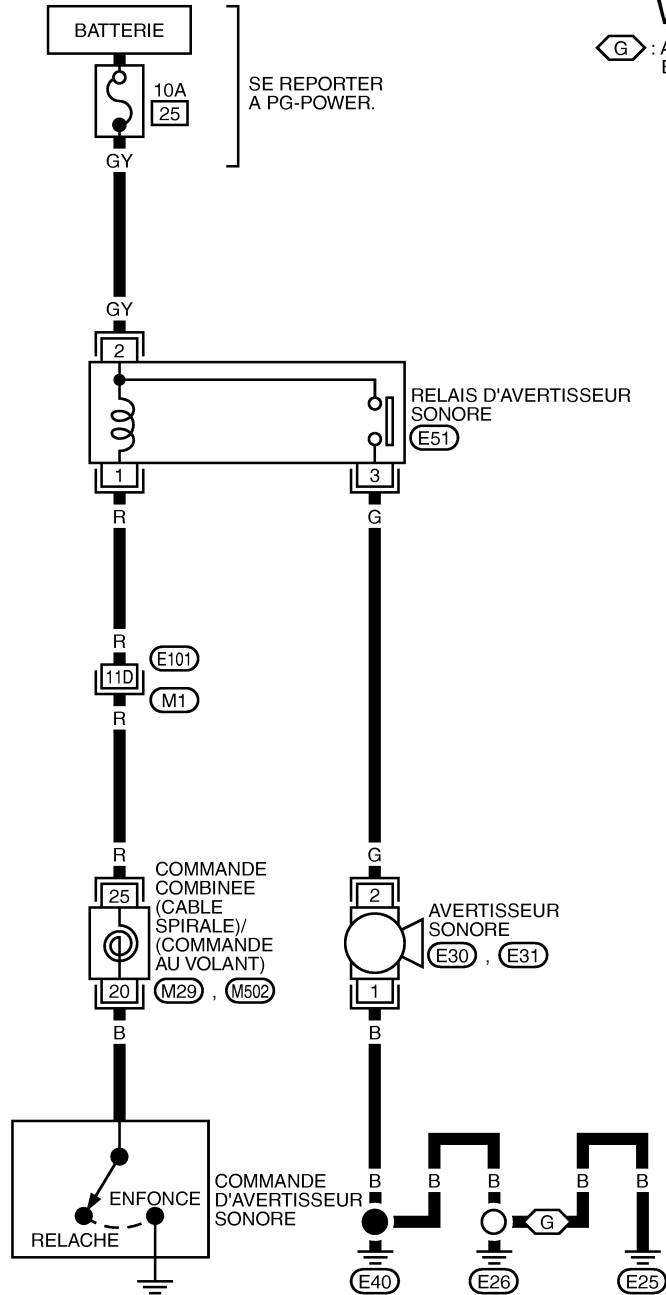 BATTERIE
G : A
E
10A
25
SE REPORTER
A PG-POWER.
GY
GY
2
RELAIS D'AVERTISSEUR
SONORE
E51
1
3
R
G
R
E101
11D
M1
R
R
G
COMMANDE
COMBINEE
(CABLE
SPIRALE)/
(COMMANDE
AU VOLANT)
25
2
AVERTISSEUR
SONORE
E30 , E31
20
M29 , M502
1
B
B
COMMANDE
D'AVERTISSEUR
SONORE
ENFONCE
RELACHE
B
B
B
B
B
G
E40
E26
E25